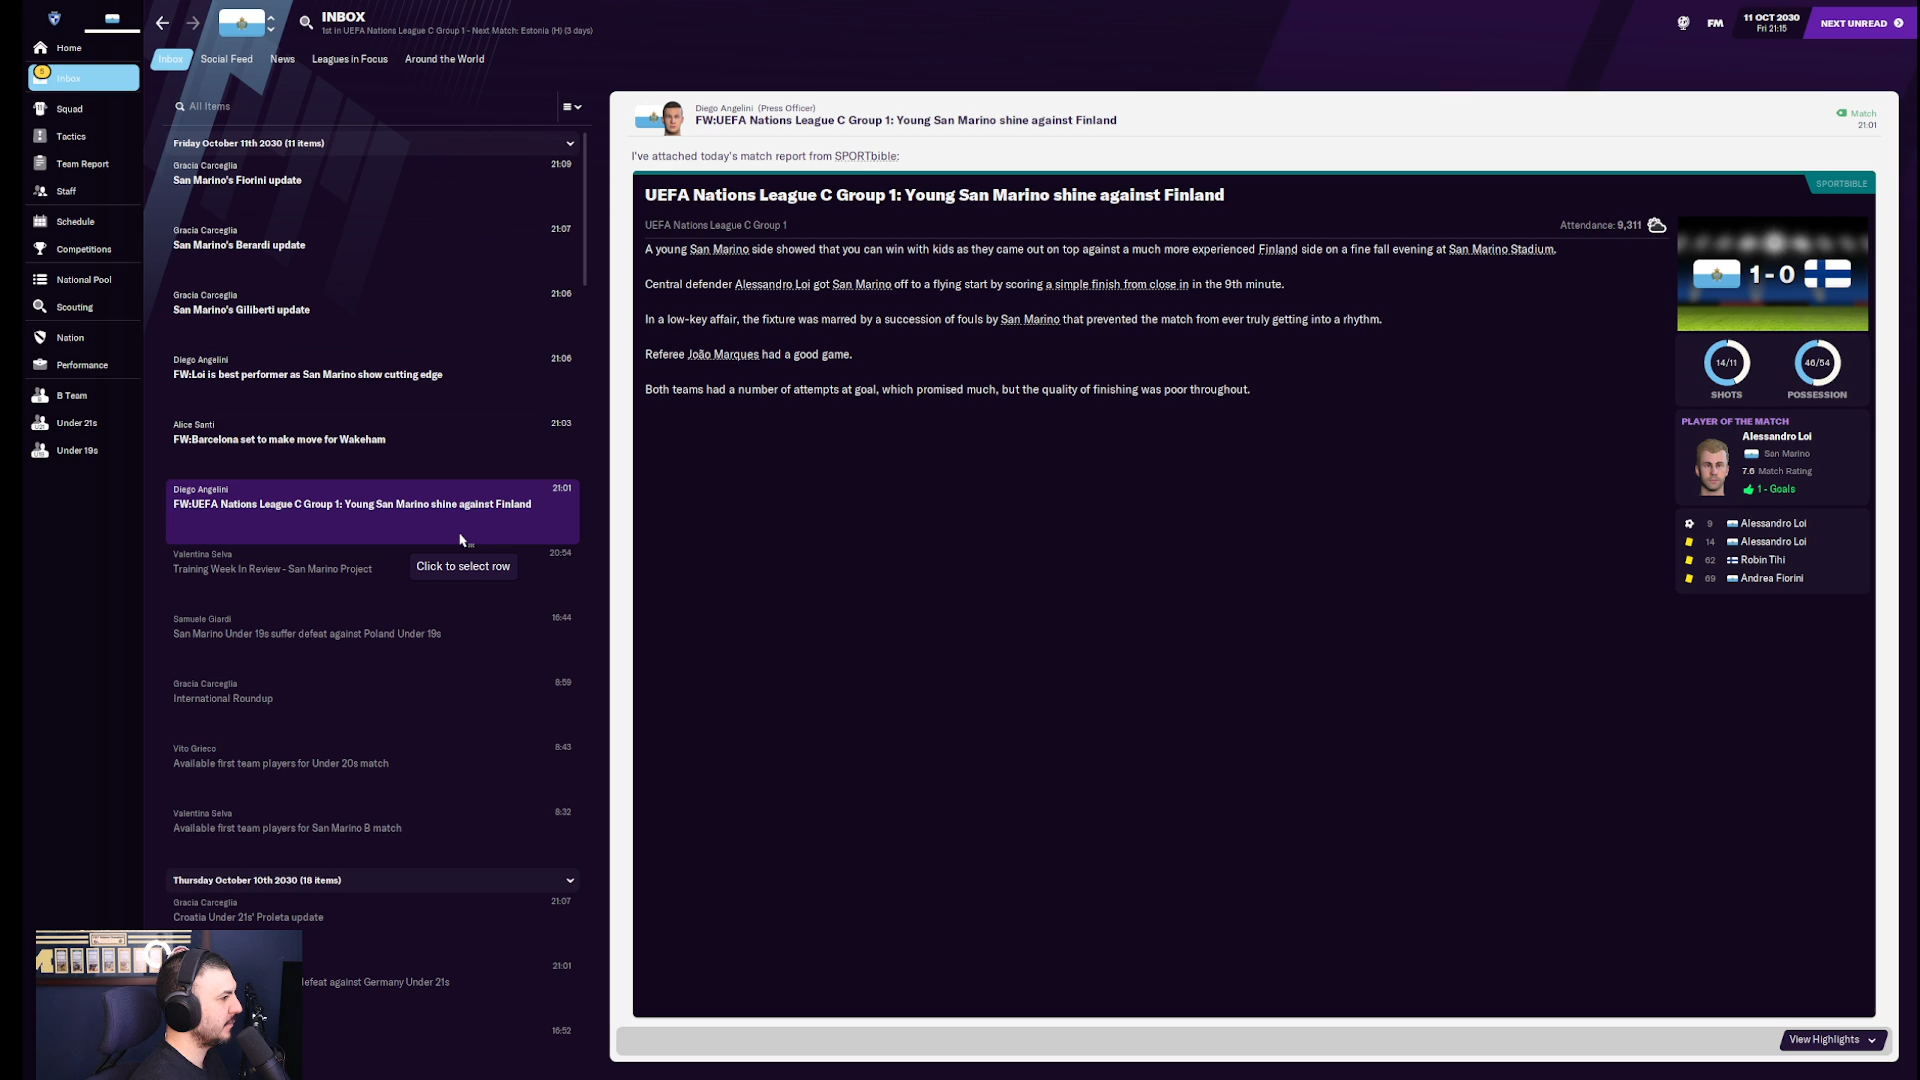 INBOX
1st in UEFA Nations League C Group 1 - Next Match: Estonia (H) (3 days)
FM
11 OCT 2030
Fri 21:15
NEXT UNREAD
Home
5
Inbox
Squad
Tactics
Team Report
Staff
Schedule
Competitions
National Pool
Scouting
Nation
Performance
B Team
Under 21s
Under 19s
Inbox
Social Feed
News
Leagues in Focus
Around the World
All Items
Friday October 11th 2030 (11 items)
Gracia Carceglia
21:09
San Marino's Fiorini update
Gracia Carceglia
21:07
San Marino's Berardi update
Gracia Carceglia
21:06
San Marino's Giliberti update
Diego Angelini
21:06
FW:Loi is best performer as San Marino show cutting edge
Alice Santi
21:03
FW:Barcelona set to make move for Wakeham
Diego Angelini
21:01
FW:UEFA Nations League C Group 1: Young San Marino shine against Finland
Valentina Selva
20:54
Training Week In Review - San Marino Project
Click to select row
Samuele Giardi
16:44
San Marino Under 19s suffer defeat against Poland Under 19s
Gracia Carceglia
8:59
International Roundup
Vito Grieco
8:43
Available first team players for Under 20s match
Valentina Selva
8:32
Available first team players for San Marino B match
Thursday October 10th 2030 (18 items)
Gracia Carceglia
21:07
Croatia Under 21s' Proleta update
21:01
defeat against Germany Under 21s
16:52
Diego Angelini (Press Officer)
FW:UEFA Nations League C Group 1: Young San Marino shine against Finland
Match
21:01
I've attached today's match report from SPORTbible:
SPORTBIBLE
UEFA Nations League C Group 1: Young San Marino shine against Finland
UEFA Nations League C Group 1
Attendance: 9,311
A young San Marino side showed that you can win with kids as they came out on top against a much more experienced Finland side on a fine fall evening at San Marino Stadium.
Central defender Alessandro Loi got San Marino off to a flying start by scoring a simple finish from close in in the 9th minute.
In a low-key affair, the fixture was marred by a succession of fouls by San Marino that prevented the match from ever truly getting into a rhythm.
Referee João Marques had a good game.
Both teams had a number of attempts at goal, which promised much, but the quality of finishing was poor throughout.
1 - 0
14/11
SHOTS
46/54
POSSESSION
PLAYER OF THE MATCH
Alessandro Loi
San Marino
7.6 Match Rating
1 - Goals
9 Alessandro Loi
14 Alessandro Loi
62 Robin Tihi
69 Andrea Fiorini
View Highlights